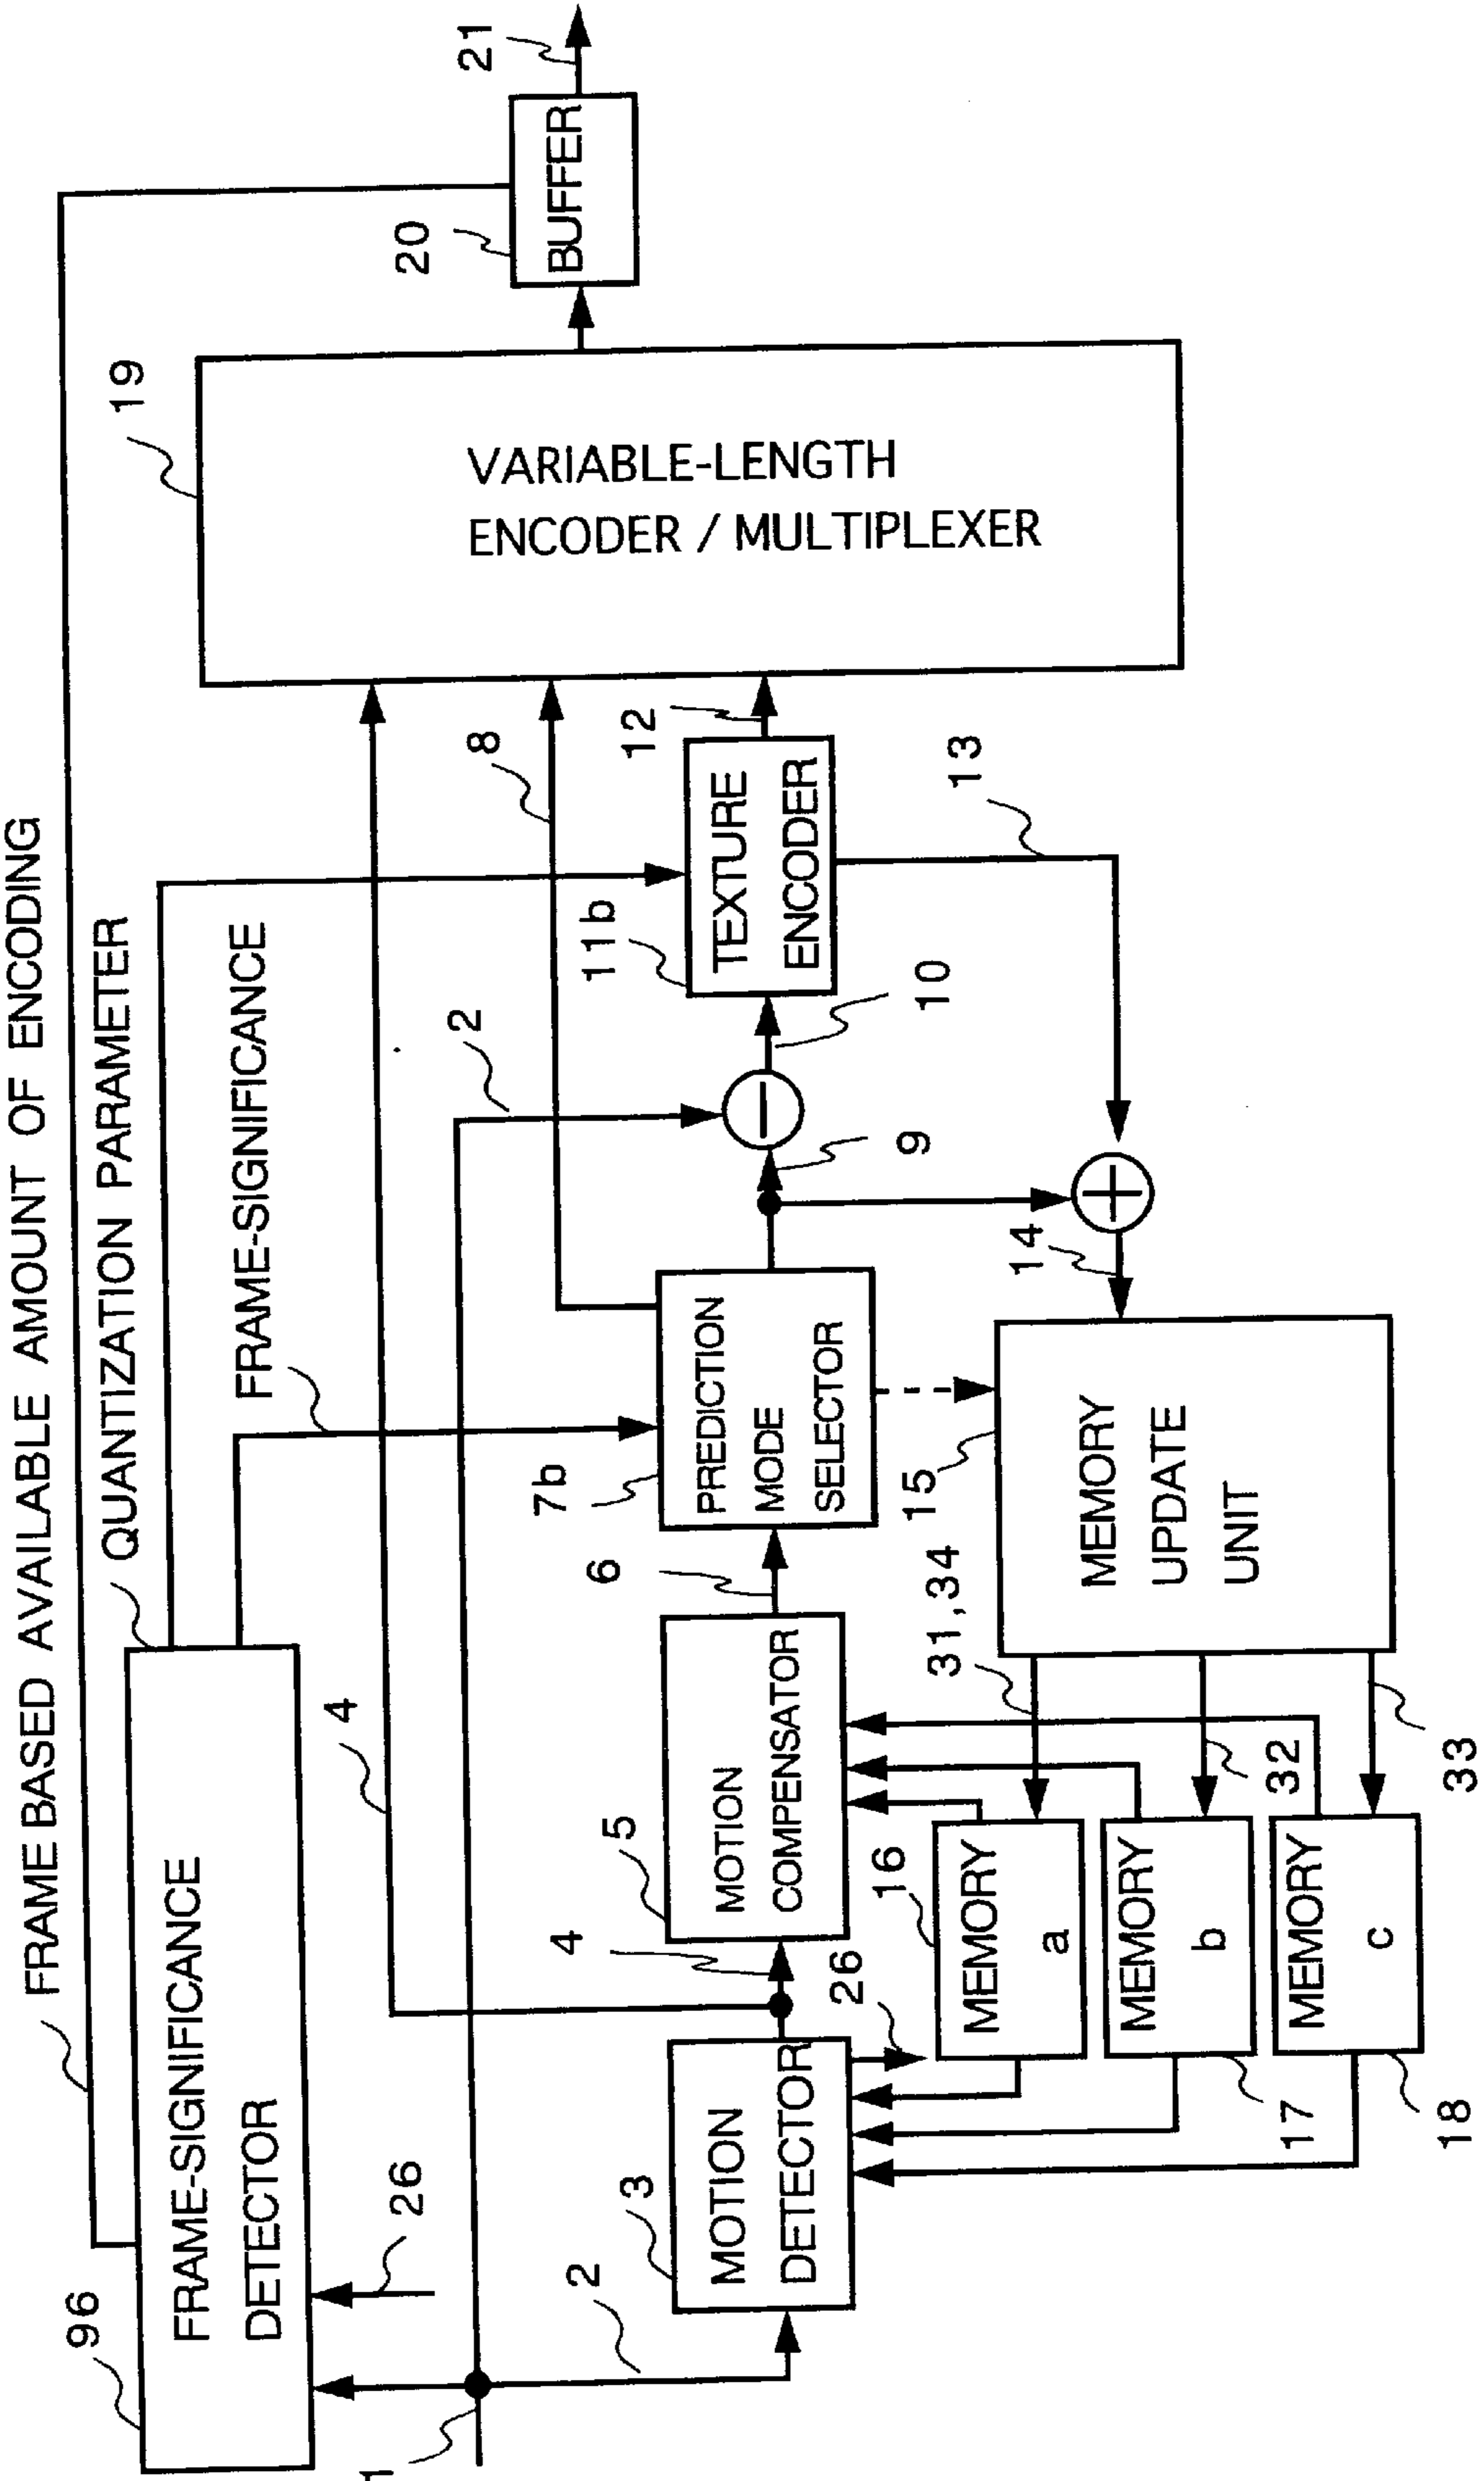 FRAME BASED AVAILABLE AMOUNT OF ENCODING
QUANTIZATION PARAMETER
FRAME-SIGNIFICANCE
96
FRAME-SIGNIFICANCE
DETECTOR
26
1
2
4
2
8
3
MOTION
DETECTOR
4
26
5
MOTION
COMPENSATOR
6
7b
PREDICTION
MODE
SELECTOR
9
10
11b
TEXTURE
ENCODER
12
13
14
15
MEMORY
UPDATE
UNIT
31,34
32
33
16
MEMORY
a
17
MEMORY
b
18
MEMORY
c
19
VARIABLE-LENGTH
ENCODER / MULTIPLEXER
20
BUFFER
21